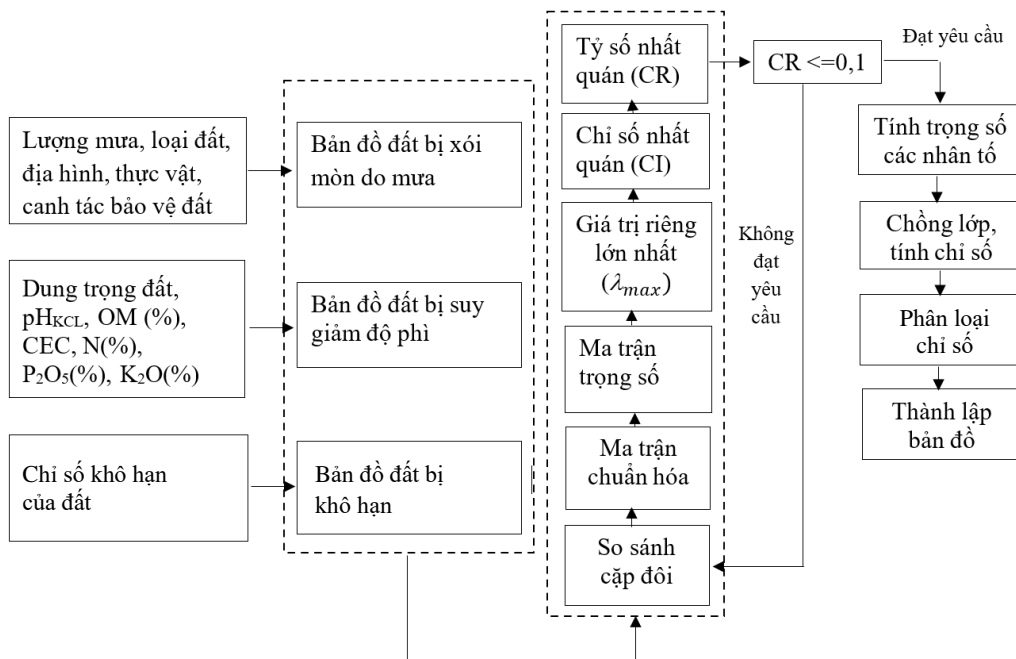 Lượng mưa, loại đất,
địa hình, thực vật,
canh tác bảo vệ đất
Dung trọng đất,
pHKCL, OM (%),
CEC, N(%),
P2O5(%), K2O(%)
Chỉ số khô hạn
của đất
Bản đồ đất bị xói
mòn do mưa
Bản đồ đất bị suy
giảm độ phì
Bản đồ đất bị
khô hạn
Tỷ số nhất
quán (CR)
Chỉ số nhất
quán (CI)
Giá trị riêng
lớn nhất
(λmax)
Ma trận
trọng số
Ma trận
chuẩn hóa
So sánh
cặp đôi
CR <=0,1
Không
đạt
yêu
cầu
Đạt yêu cầu
Tính trọng số
các nhân tố
Chồng lớp,
tính chỉ số
Phân loại
chỉ số
Thành lập
bản đồ